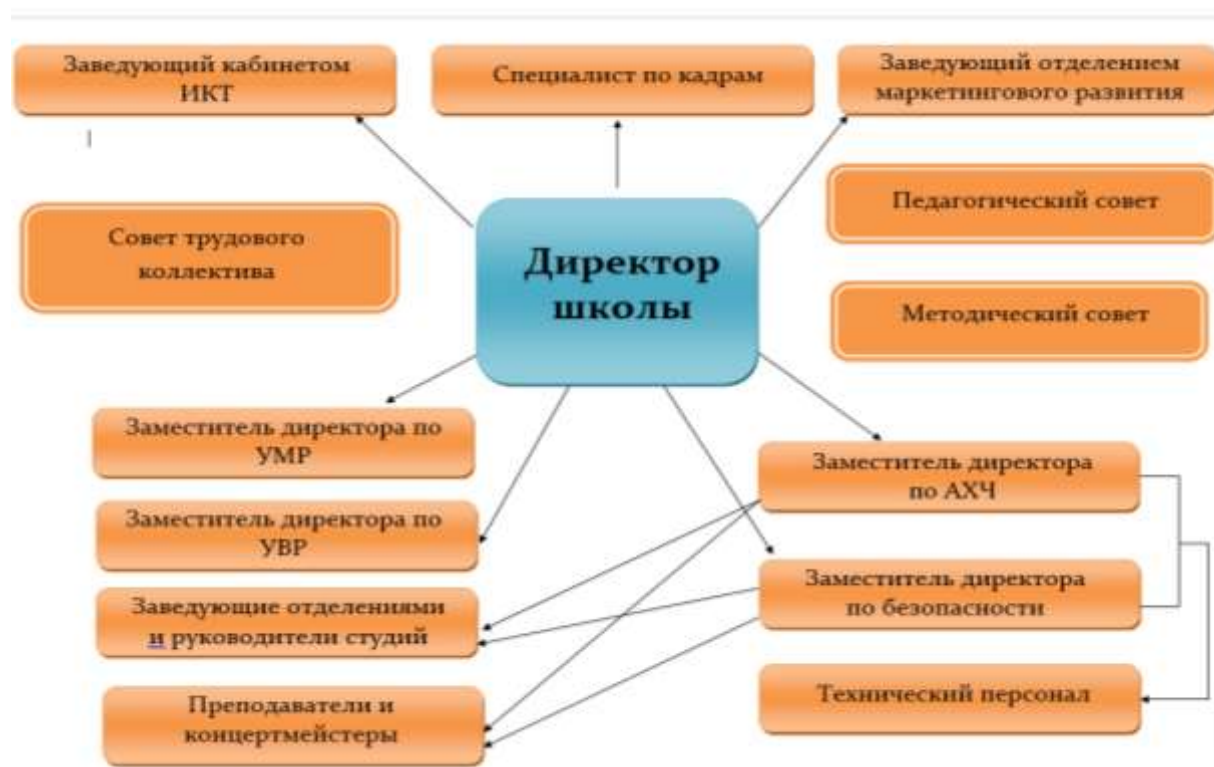 Заведующий кабинетом
ИКТ
Специалист по кадрам
Заведующий отделением
маркетингового развития
Совет трудового
коллектива
Директор
школы
Педагогический совет
Методический совет
Заместитель директора по
УМР
Заместитель директора по
УВР
Заведующие отделениями
и руководители студий
Преподаватели и
концертмейстеры
Заместитель директора
по АХЧ
Заместитель директора
по безопасности
Технический персонал